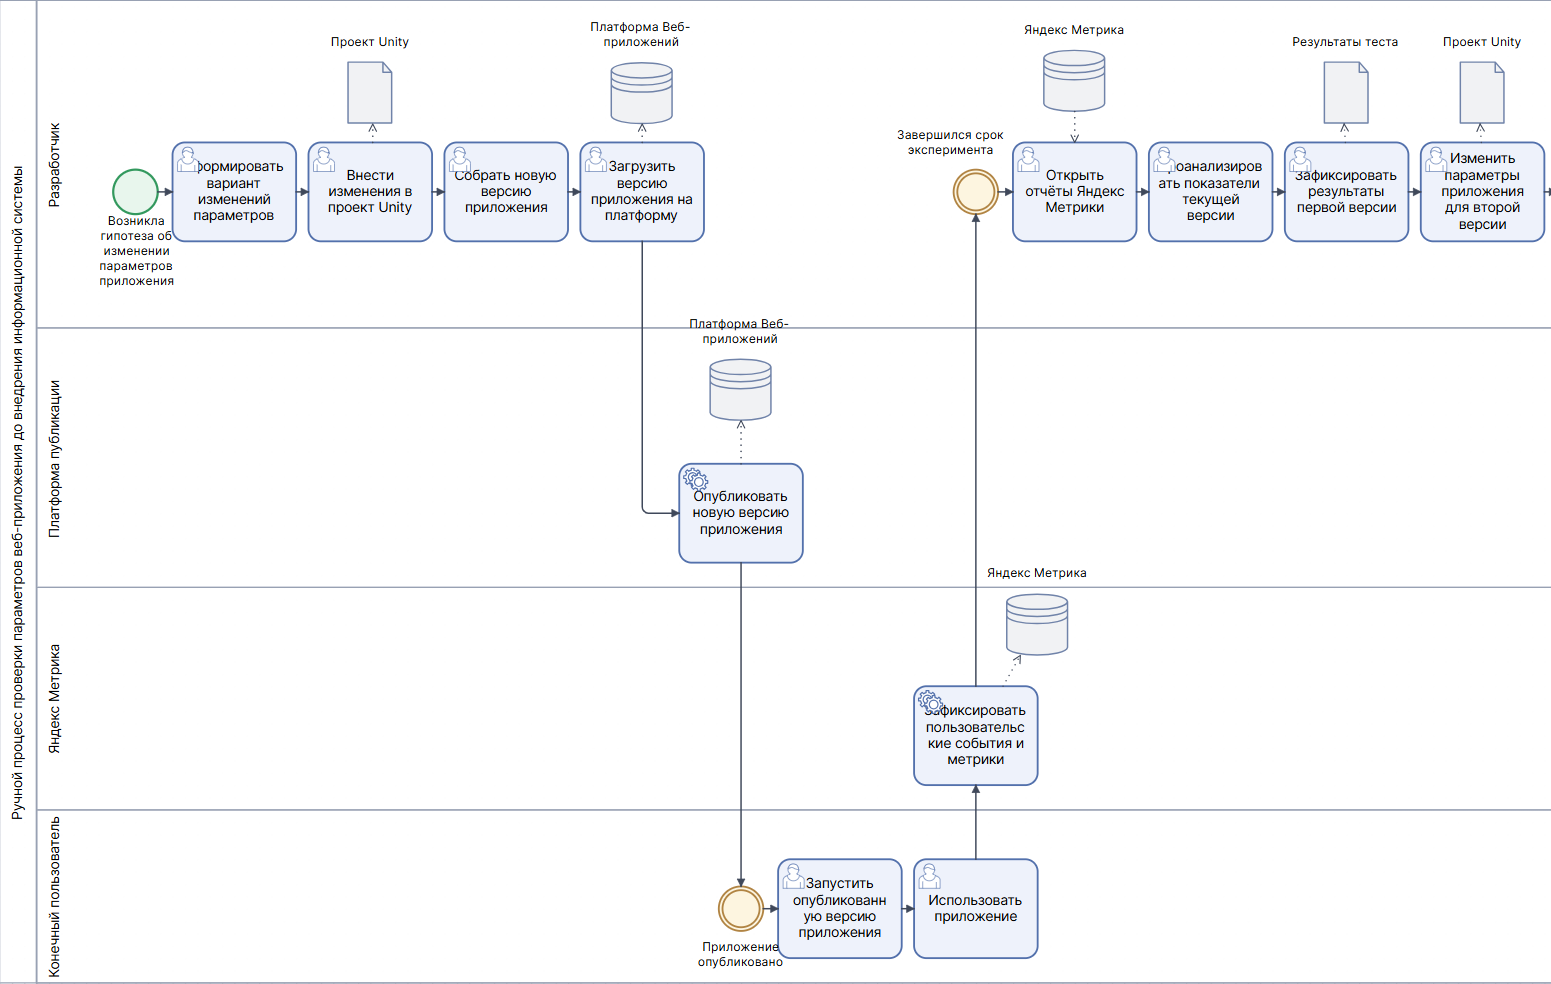 Ручной процесс проверки параметров веб-приложения до внедрения информационной системы
Разработчик
Возникла
гипотеза об
изменении
параметров
приложения
формировать
вариант
изменений
параметров
Проект Unity
Внести
изменения в
проект Unity
Собрать новую
версию
приложения
Платформа Веб-
приложений
Загрузить
версию
приложения на
платформу
Завершился срок
эксперимента
Яндекс Метрика
Открыть
отчёты Яндекс
Метрики
роанализиров
ать показатели
текущей
версии
Результаты теста
Зафиксировать
результаты
первой версии
Проект Unity
Изменить
параметры
приложения
для второй
версии
Платформа публикации
Платформа Веб-
приложений
Опубликовать
новую версию
приложения
Яндекс Метрика
Яндекс Метрика
Зафиксировать
пользовательс
кие события и
метрики
Конечный пользователь
Приложение
опубликовано
Запустить
опубликованн
ую версию
приложения
Использовать
приложение